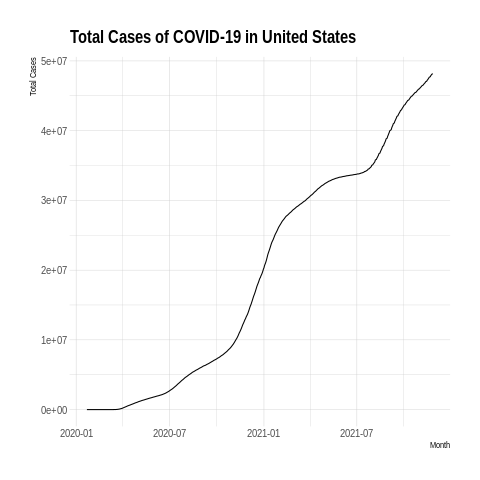 Total Cases of COVID-19 in United States
Total Cases
5e+07
4e+07
3e+07
2e+07
1e+07
0e+00
2020-01 2020-07 2021-01 2021-07
Month